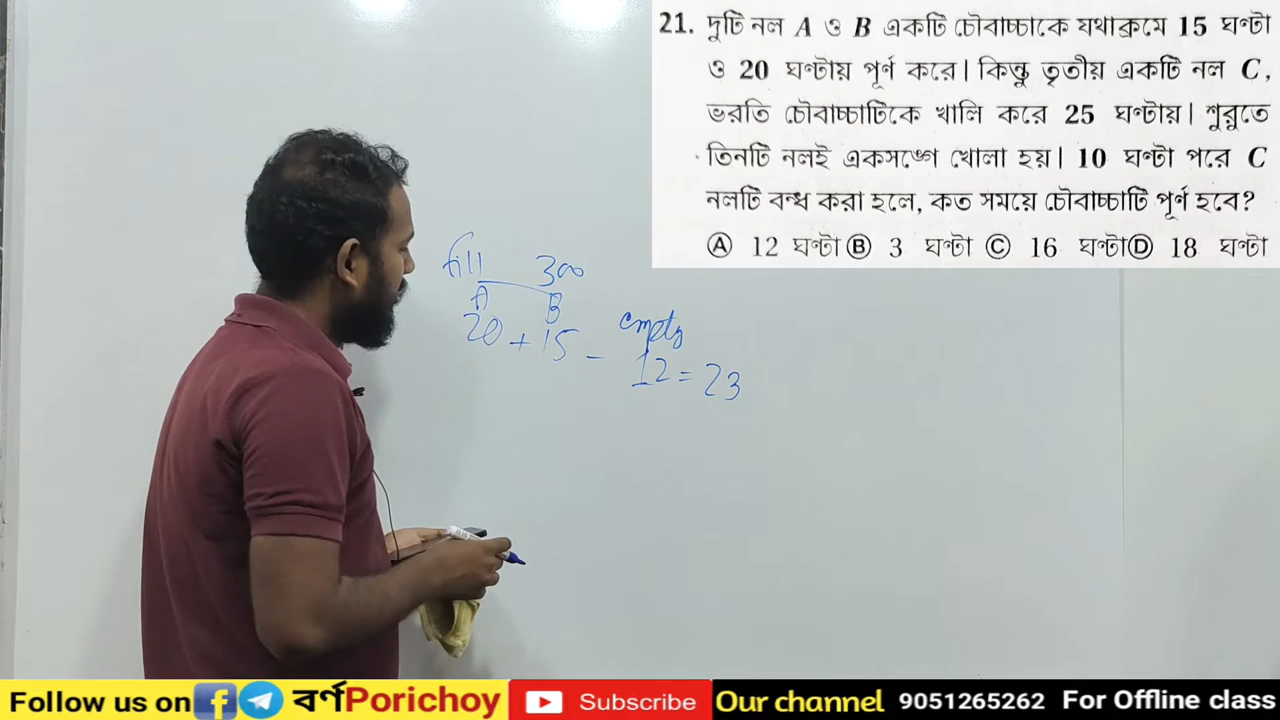 21. দুটি নল A ও B একটি চৌবাচ্চাকে যথাক্রমে 15 ঘণ্টা
ও 20 ঘণ্টায় পূর্ণ করে। কিন্তু তৃতীয় একটি নল C,
ভরতি চৌবাচ্চাটিকে খালি করে 25 ঘণ্টায়। শুরুতে
তিনটি নলই একসঙ্গে খোলা হয়। 10 ঘণ্টা পরে C
নলটি বন্ধ করা হলে, কত সময়ে চৌবাচ্চাটি পূর্ণ হবে?
Ⓐ 12 ঘণ্টা Ⓑ 3 ঘণ্টা Ⓒ 16 ঘণ্টা Ⓓ 18 ঘণ্টা
fill 300
A B
20 + 15 - 12 = 23
empty
Follow us on f বর্ণPorichoy Subscribe Our channel 9051265262 For Offline class